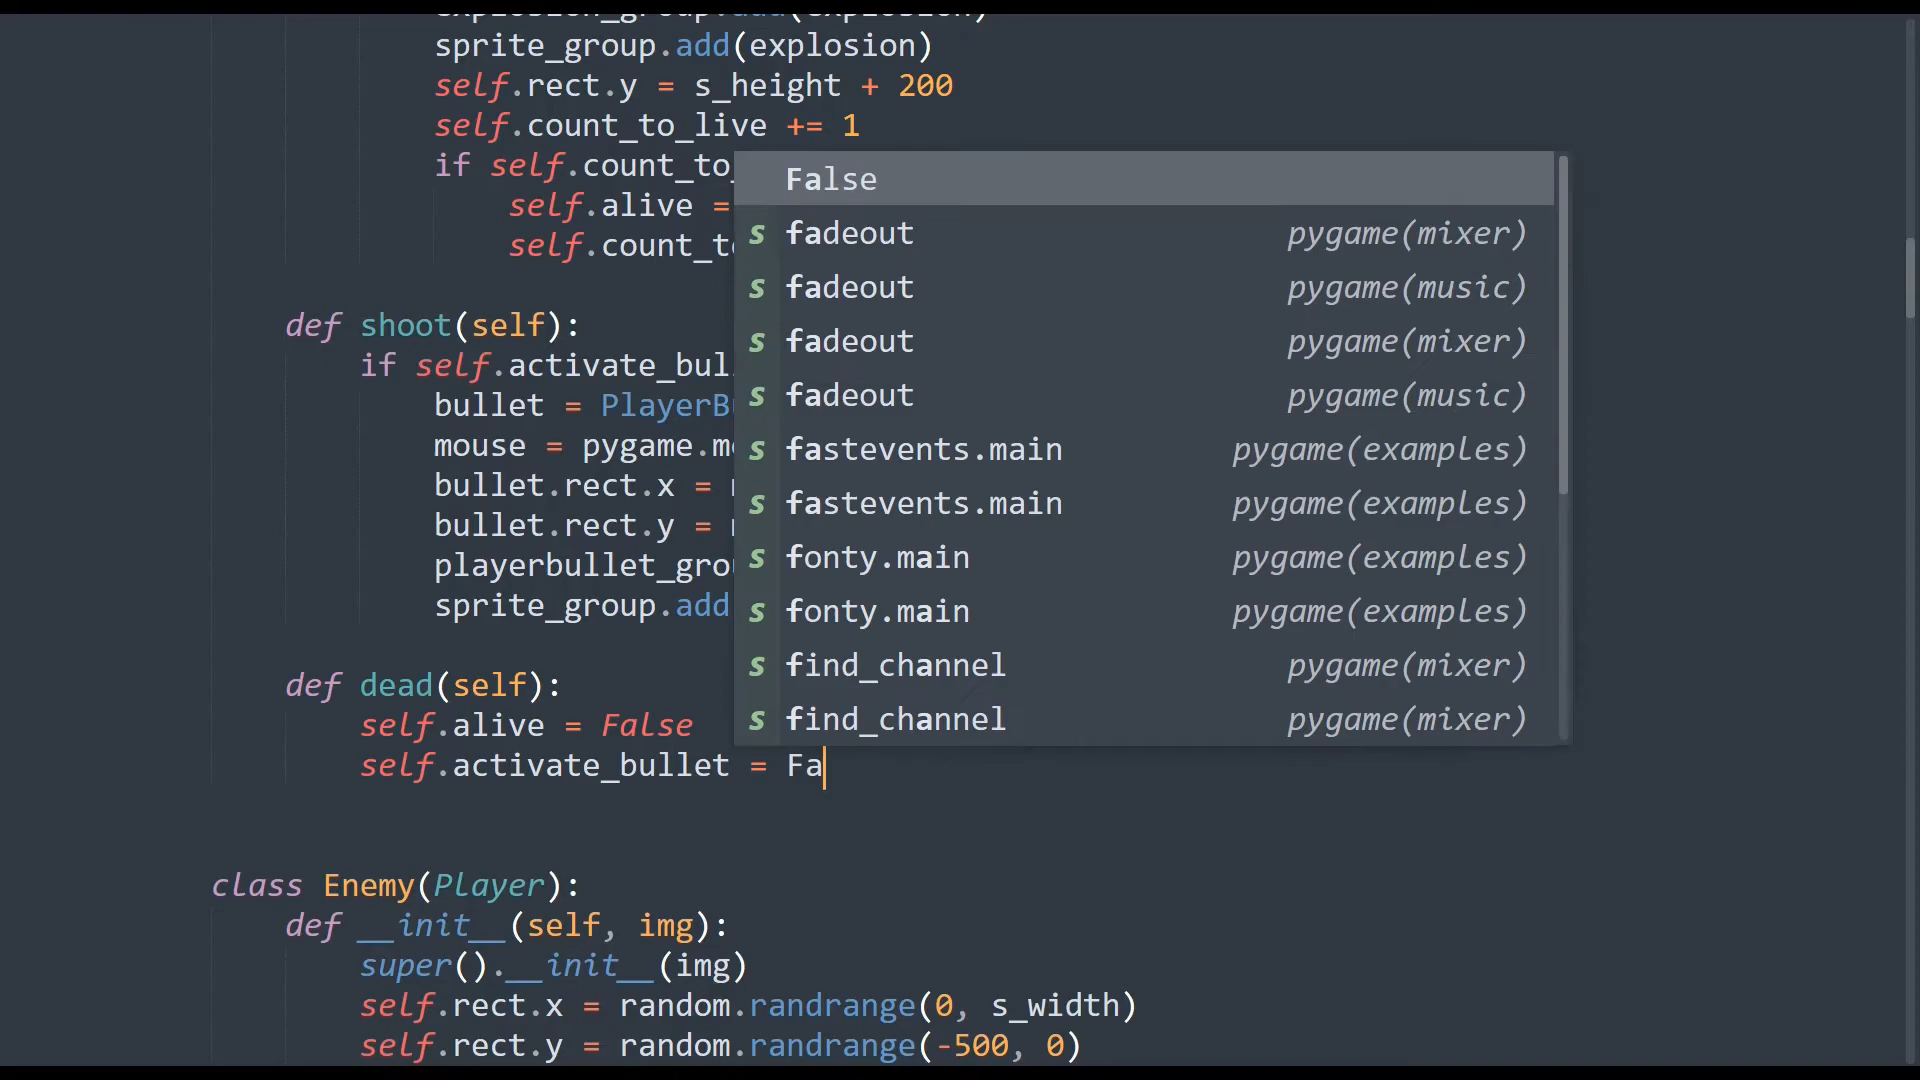 explosion_group.add(explosion)
sprite_group.add(explosion)
self.rect.y = s_height + 200
self.count_to_live += 1
if self.count_to_
self.alive =
self.count_to
def shoot(self):
if self.activate_bul
bullet = PlayerB
mouse = pygame.m
bullet.rect.x =
bullet.rect.y =
playerbullet_gro
sprite_group.add
def dead(self):
self.alive = False
self.activate_bullet = Fa
False
s fadeout pygame(mixer)
s fadeout pygame(music)
s fadeout pygame(mixer)
s fadeout pygame(music)
s fastevents.main pygame(examples)
s fastevents.main pygame(examples)
s fonty.main pygame(examples)
s fonty.main pygame(examples)
s find_channel pygame(mixer)
s find_channel pygame(mixer)
class Enemy(Player):
def __init__(self, img):
super().__init__(img)
self.rect.x = random.randrange(0, s_width)
self.rect.y = random.randrange(-500, 0)